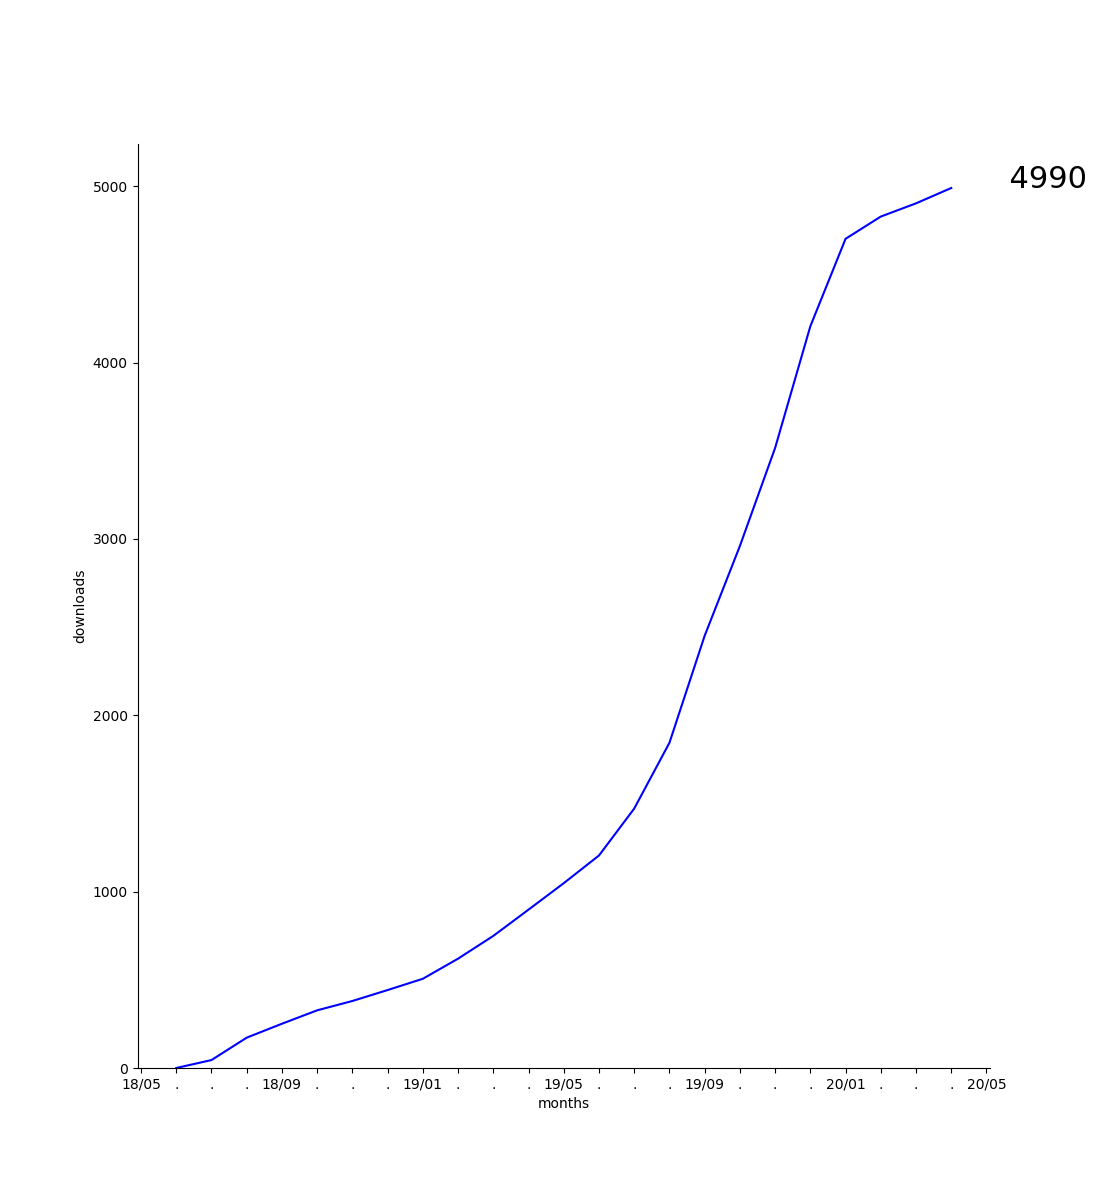 4990
5000
4000
3000
2000
1000
0
downloads
18/05 . . . 18/09 . . . 19/01 . . . 19/05 . . . 19/09 . . . 20/01 . . . 20/05
months